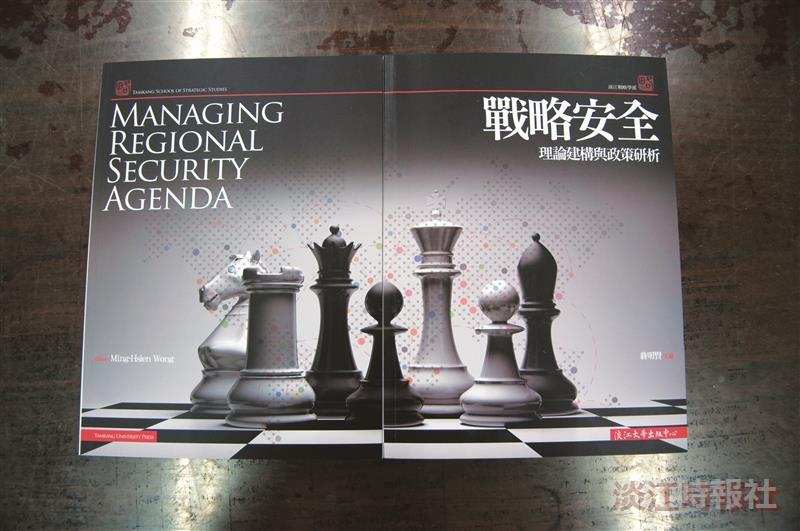 TAMKANG SCHOOL OF STRATEGIC STUDIES
MANAGING
REGIONAL
SECURITY
AGENDA
Ming-Hsien Wong
TAMKANG UNIVERSITY PRESS
淡江戰略學派
戰略安全
理論建構與政策研析
翁明賢
淡江大學出版中心
淡江時報社